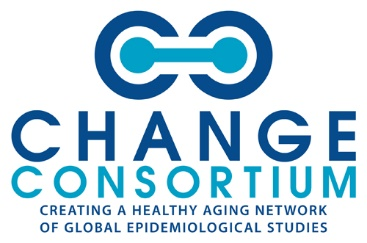 CHANGE
CONSORTIUM
CREATING A HEALTHY AGING NETWORK
OF GLOBAL EPIDEMIOLOGICAL STUDIES